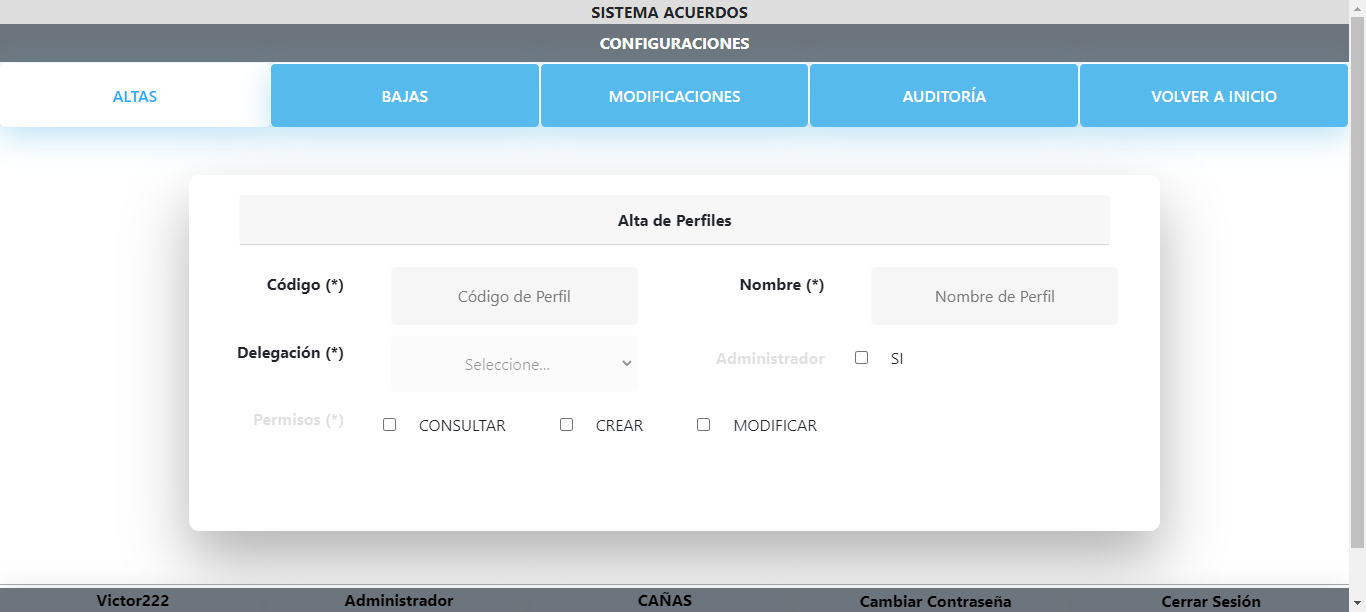 SISTEMA ACUERDOS
CONFIGURACIONES
ALTAS BAJAS MODIFICACIONES AUDITORÍA VOLVER A INICIO
Alta de Perfiles
Código (*) Código de Perfil Nombre (*) Nombre de Perfil
Delegación (*) Seleccione... Administrador SI
Permisos (*) CONSULTAR CREAR MODIFICAR
Victor222 Administrador CAÑAS Cambiar Contraseña Cerrar Sesión